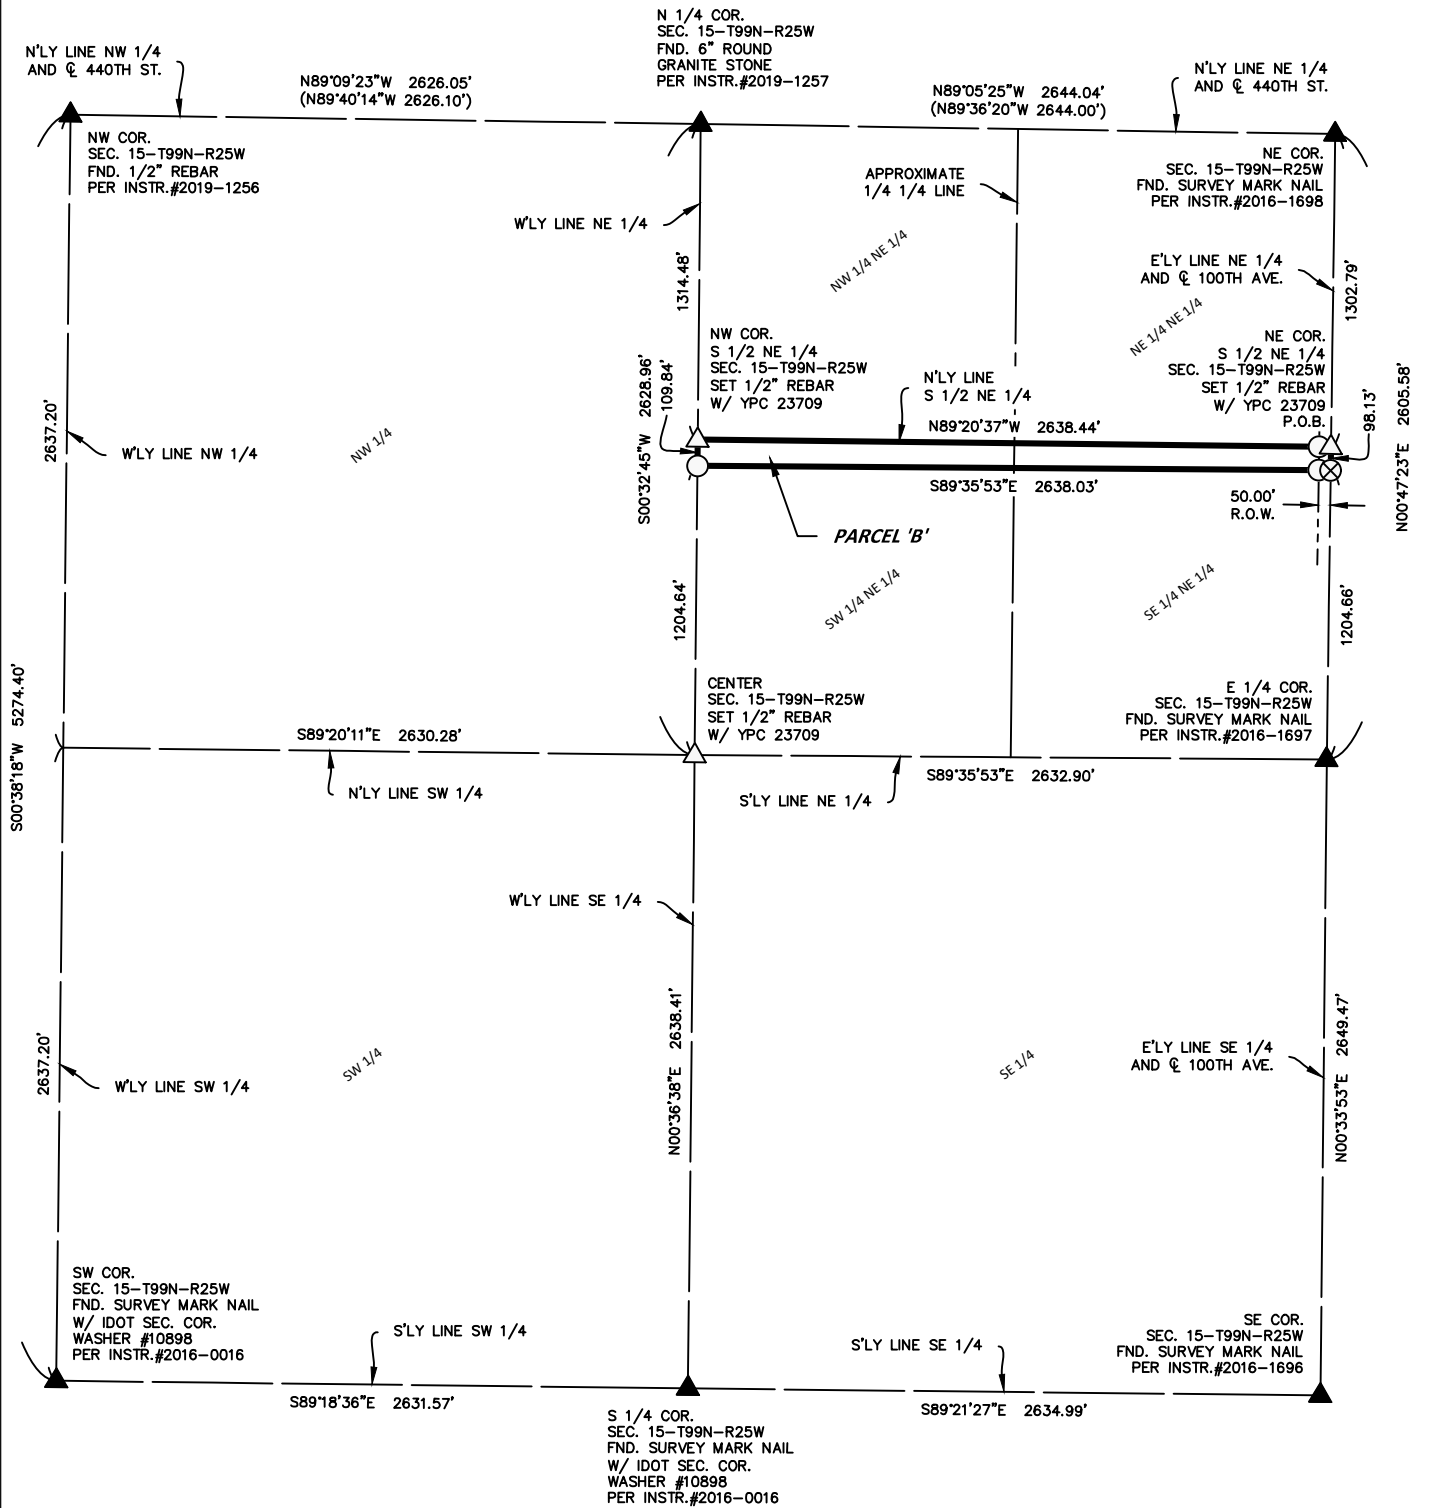 N 1/4 COR.
SEC. 15-T99N-R25W
FND. 6" ROUND
GRANITE STONE
PER INSTR.#2019-1257
N'LY LINE NW 1/4
AND ℄ 440TH ST.
N89°09'23"W 2626.05'
(N89°40'14"W 2626.10')
N89°05'25"W 2644.04'
(N89°36'20"W 2644.00')
N'LY LINE NE 1/4
AND ℄ 440TH ST.
NW COR.
SEC. 15-T99N-R25W
FND. 1/2" REBAR
PER INSTR.#2019-1256
APPROXIMATE
1/4 1/4 LINE
NE COR.
SEC. 15-T99N-R25W
FND. SURVEY MARK NAIL
PER INSTR.#2016-1698
W'LY LINE NE 1/4
NW 1/4 NE 1/4
E'LY LINE NE 1/4
AND ℄ 100TH AVE.
1314.48'
1302.79'
NE 1/4 NE 1/4
NW COR.
S 1/2 NE 1/4
SEC. 15-T99N-R25W
SET 1/2" REBAR
W/ YPC 23709
NE COR.
S 1/2 NE 1/4
SEC. 15-T99N-R25W
SET 1/2" REBAR
W/ YPC 23709
P.O.B.
N'LY LINE
S 1/2 NE 1/4
S00°32'45"W 2628.96'
109.84'
98.13'
N00°47'23"E 2605.58'
2637.20'
W'LY LINE NW 1/4
NW 1/4
N89°20'37"W 2638.44'
S89°35'53"E 2638.03'
50.00'
R.O.W.
PARCEL 'B'
SW 1/4 NE 1/4
SE 1/4 NE 1/4
1204.64'
1204.66'
S00°38'18"W 5274.40'
CENTER
SEC. 15-T99N-R25W
SET 1/2" REBAR
W/ YPC 23709
E 1/4 COR.
SEC. 15-T99N-R25W
FND. SURVEY MARK NAIL
PER INSTR.#2016-1697
S89°20'11"E 2630.28'
S89°35'53"E 2632.90'
N'LY LINE SW 1/4
S'LY LINE NE 1/4
W'LY LINE SE 1/4
2637.20'
W'LY LINE SW 1/4
SW 1/4
N00°36'38"E 2638.41'
SE 1/4
E'LY LINE SE 1/4
AND ℄ 100TH AVE.
N00°33'53"E 2649.47'
SW COR.
SEC. 15-T99N-R25W
FND. SURVEY MARK NAIL
W/ IDOT SEC. COR.
WASHER #10898
PER INSTR.#2016-0016
S'LY LINE SW 1/4
S'LY LINE SE 1/4
SE COR.
SEC. 15-T99N-R25W
FND. SURVEY MARK NAIL
PER INSTR.#2016-1696
S89°18'36"E 2631.57'
S89°21'27"E 2634.99'
S 1/4 COR.
SEC. 15-T99N-R25W
FND. SURVEY MARK NAIL
W/ IDOT SEC. COR.
WASHER #10898
PER INSTR.#2016-0016